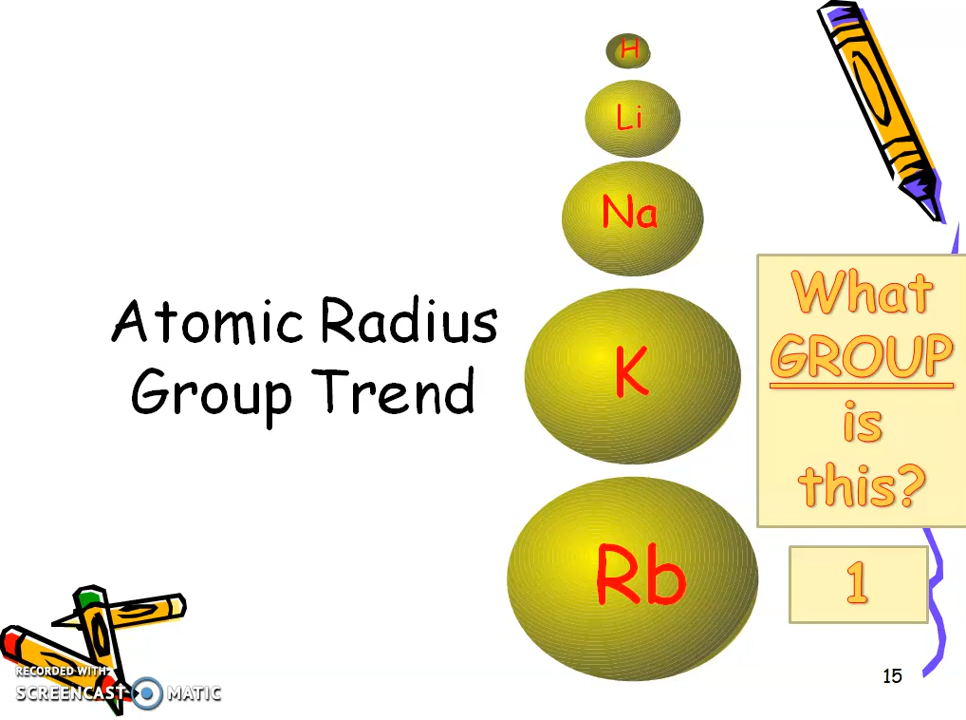 H
Li
Na
K
Rb
Atomic Radius
Group Trend
What
GROUP
is
this?
1
15
RECORDED WITH
SCREENCAST MATIC